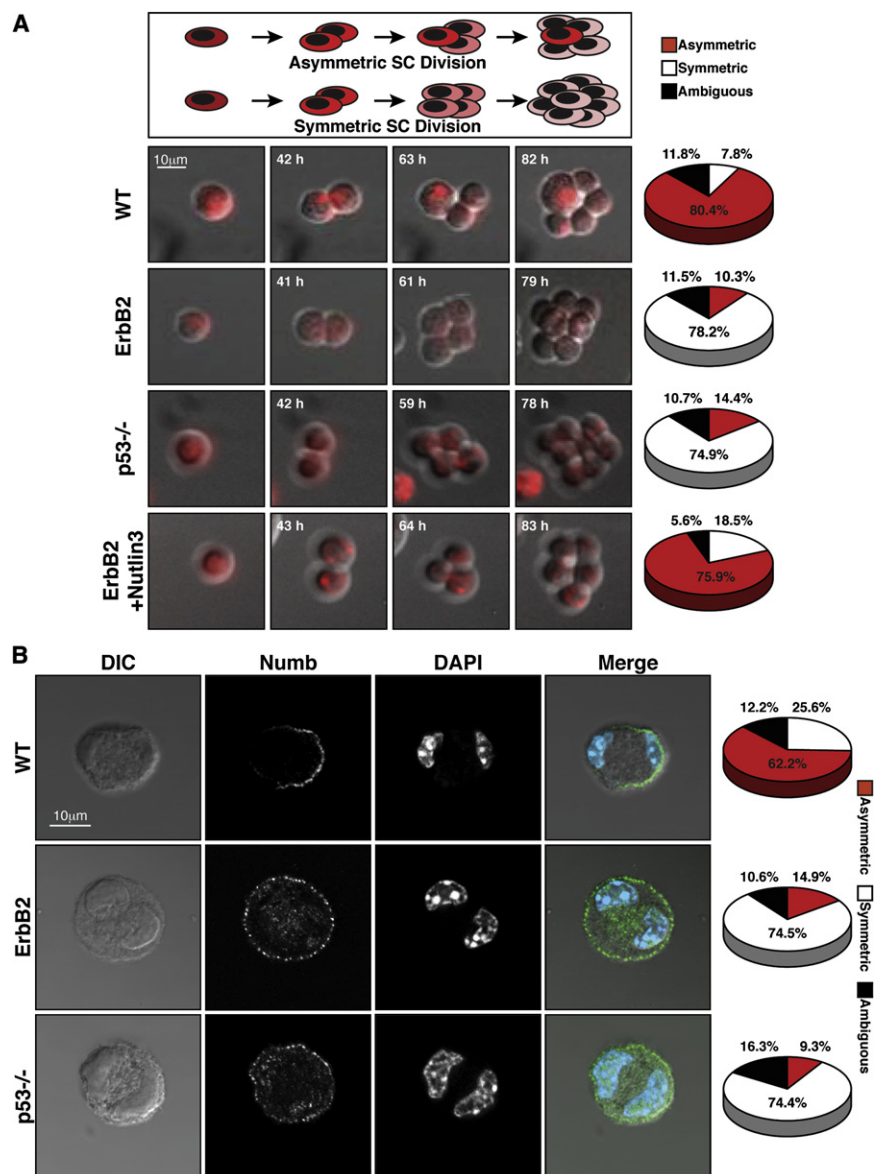 A
Asymmetric SC Division
Symmetric SC Division
Asymmetric
Symmetric
Ambiguous
WT
10μm
42 h
63 h
82 h
11.8% 7.8%
80.4%
ErbB2
41 h
61 h
79 h
11.5% 10.3%
78.2%
p53-/-
42 h
59 h
78 h
10.7% 14.4%
74.9%
ErbB2
+Nutlin3
43 h
64 h
83 h
5.6% 18.5%
75.9%
B
DIC
Numb
DAPI
Merge
WT
10μm
12.2% 25.6%
62.2%
ErbB2
10.6% 14.9%
74.5%
p53-/-
16.3% 9.3%
74.4%
Asymmetric
Symmetric
Ambiguous